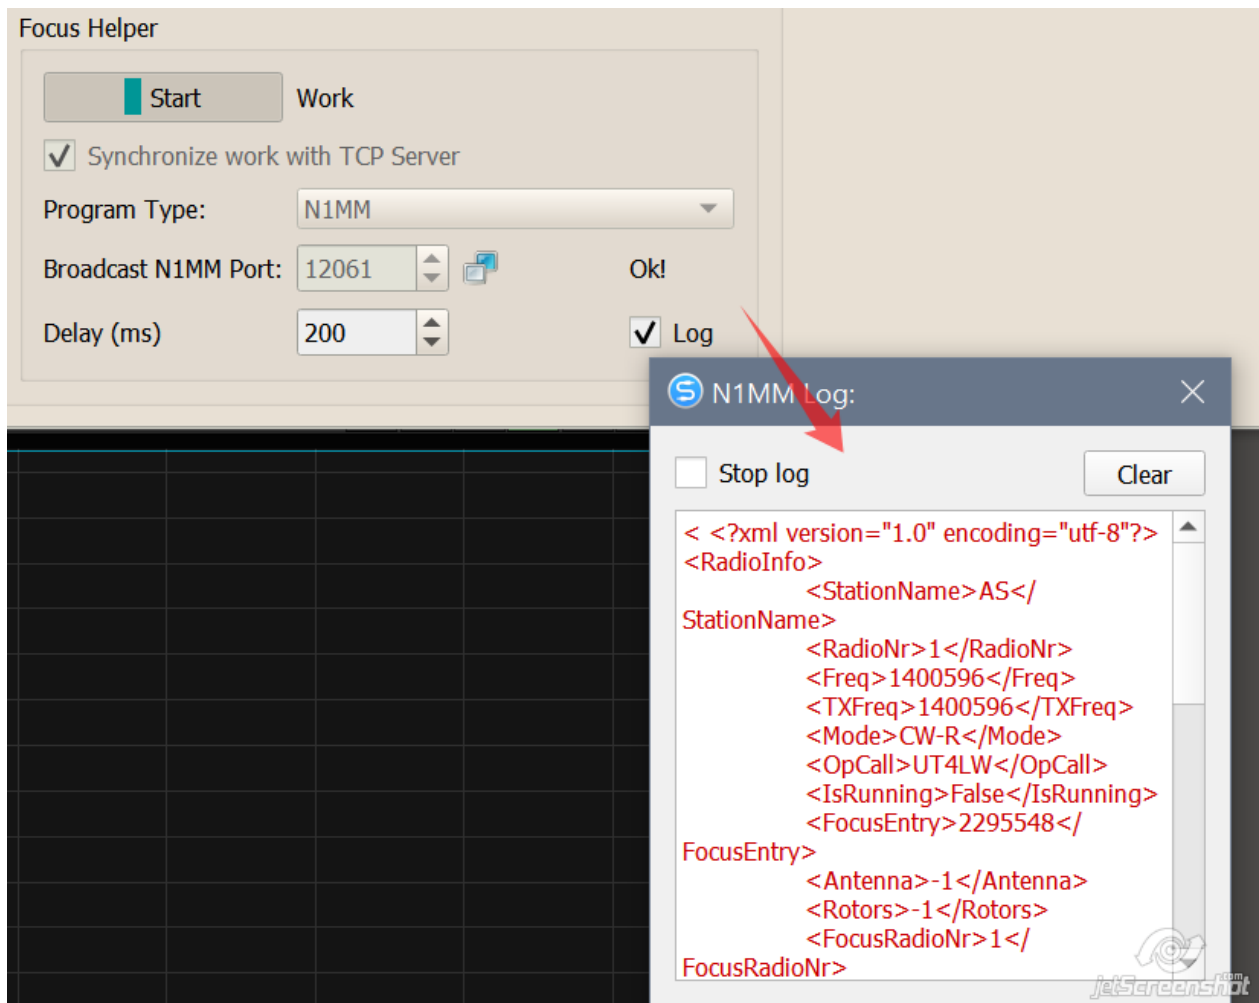 Focus Helper
Start Work
Synchronize work with TCP Server
Program Type: N1MM
Broadcast N1MM Port: 12061 Ok!
Delay (ms) 200 Log
N1MM Log:
Stop log Clear
< <?xml version="1.0" encoding="utf-8"?>
<RadioInfo>
<StationName>AS</
StationName>
<RadioNr>1</RadioNr>
<Freq>1400596</Freq>
<TXFreq>1400596</TXFreq>
<Mode>CW-R</Mode>
<OpCall>UT4LW</OpCall>
<IsRunning>False</IsRunning>
<FocusEntry>2295548</
FocusEntry>
<Antenna>-1</Antenna>
<Rotors>-1</Rotors>
<FocusRadioNr>1</
FocusRadioNr>
jetScreenshot.com